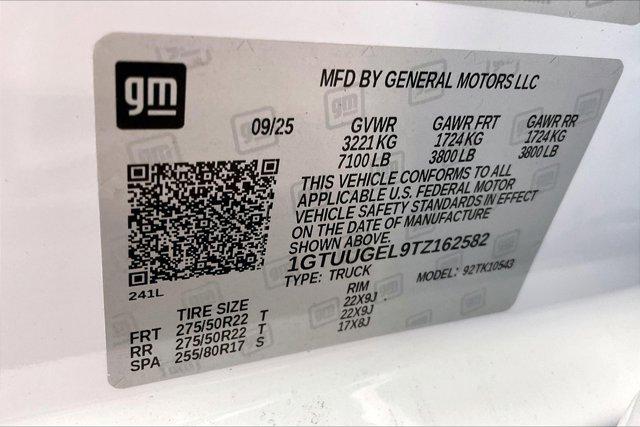 gm
MFD BY GENERAL MOTORS LLC
09/25 GVWR GAWR FRT GAWR RR
3221 KG 1724 KG 1724 KG
7100 LB 3800 LB 3800 LB
THIS VEHICLE CONFORMS TO ALL
APPLICABLE U.S. FEDERAL MOTOR
VEHICLE SAFETY STANDARDS IN EFFECT
ON THE DATE OF MANUFACTURE
SHOWN ABOVE.
1GTUUGEL9TZ162582
TYPE: TRUCK MODEL: 92TK10543
241L
TIRE SIZE RIM
FRT 275/50R22 T 22X9J
RR 275/50R22 T 22X9J
SPA 255/80R17 S 17X8J